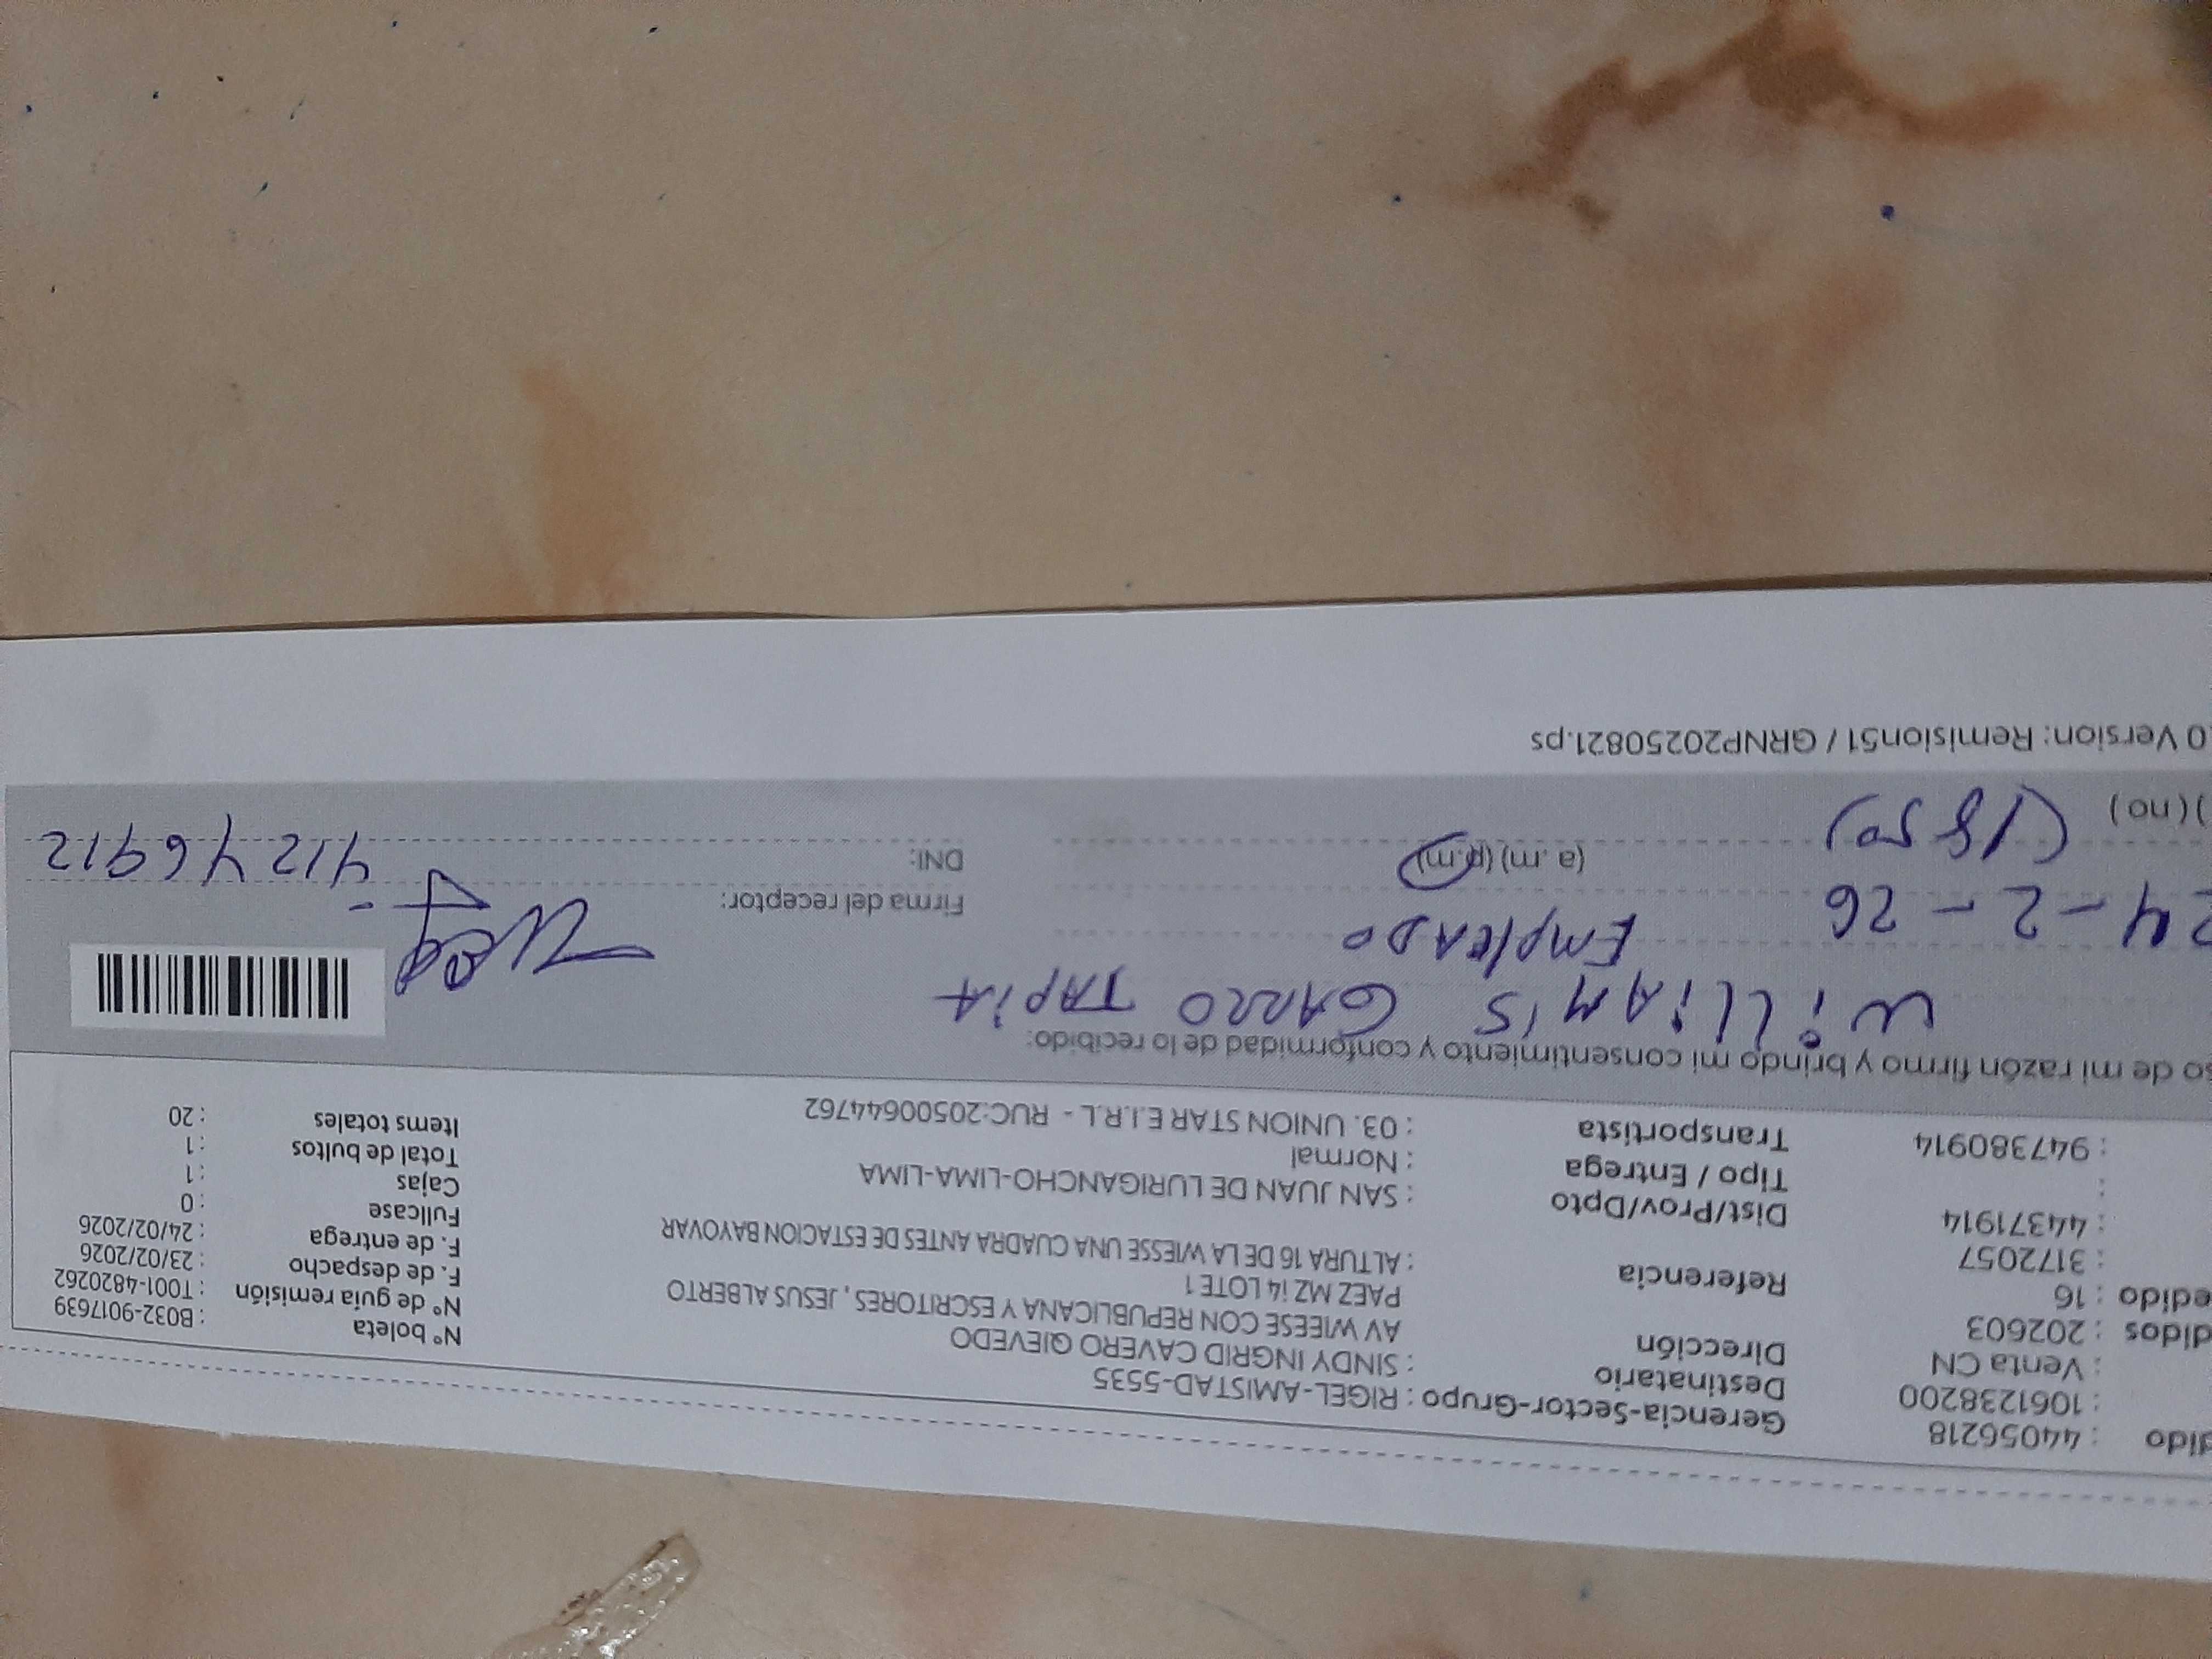 dido : 44056218 Gerencia-Sector-Grupo : RIGEL-AMISTAD-5535 N° boleta : B032-9017639
: 1061238200 Destinatario : SINDY INGRID CAVERO QIEVEDO N° de guía remisión : T001-4820262
: Venta CN Dirección AV WIEESE CON REPUBLICANA Y ESCRITORES , JESUS ALBERTO F. de despacho : 23/02/2026
didos : 202603 PAEZ MZ i4 LOTE 1 F. de entrega : 24/02/2026
edido : 16 Referencia : ALTURA 16 DE LA WIESSE UNA CUADRA ANTES DE ESTACION BAYOVAR Fullcase : 0
: 3172057 Dist/Prov/Dpto : SAN JUAN DE LURIGANCHO-LIMA-LIMA Cajas : 1
: 44371914 Tipo / Entrega : Normal Total de bultos : 1
: 947380914 Transportista : 03. UNION STAR E.I.R.L - RUC:20500644762 Items totales : 20
so de mi razón firmo y brindo mi consentimiento y conformidad de lo recibido:
WiLLiAMS GARRO TAPiA
EMPLEADO
24-2-26 Firma del receptor:
)(no) (18 50) (a .m) (p.m) DNI:
.0 Version: Remision51 / GRNP20250821.ps